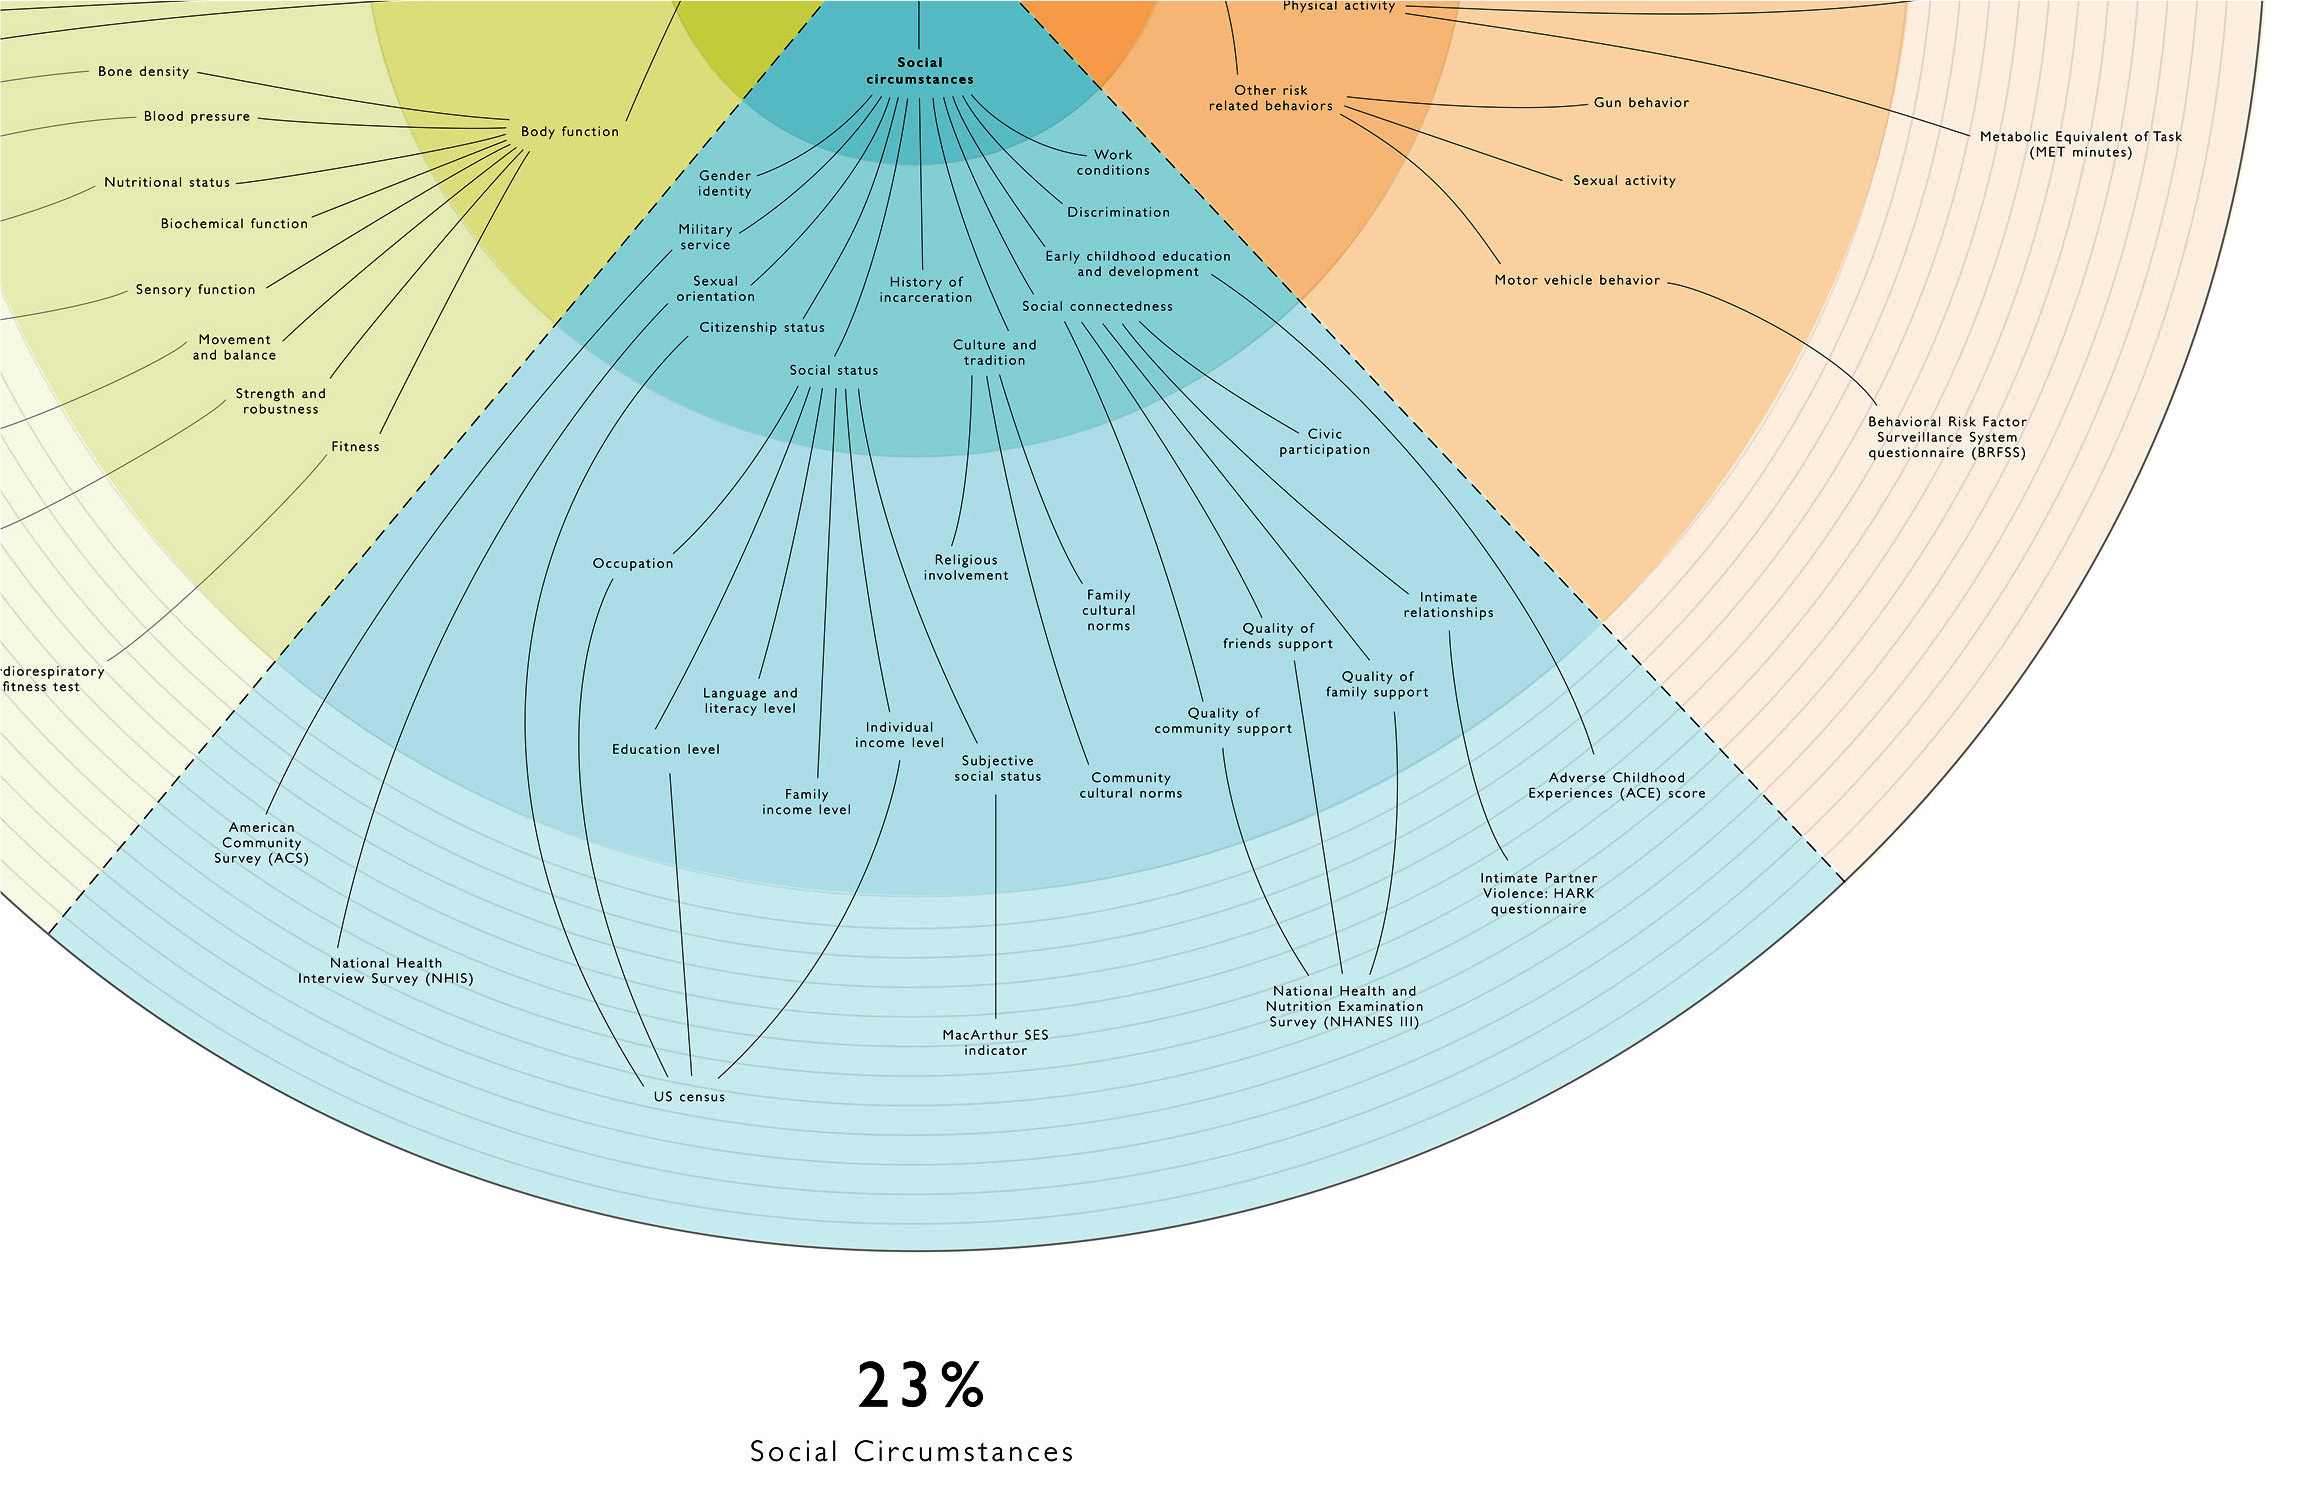 Physical activity
Social
circumstances
Bone density
Blood pressure
Body function
Nutritional status
Biochemical function
Sensory function
Movement
and balance
Strength and
robustness
Fitness
rdiorespiratory
fitness test
Other risk
related behaviors
Gun behavior
Metabolic Equivalent of Task
(MET minutes)
Sexual activity
Motor vehicle behavior
Behavioral Risk Factor
Surveillance System
questionnaire (BRFSS)
Gender
identity
Work
conditions
Military
service
Discrimination
Sexual
orientation
History of
incarceration
Early childhood education
and development
Social connectedness
Citizenship status
Social status
Culture and
tradition
Civic
participation
Occupation
Religious
involvement
Family
cultural
norms
Intimate
relationships
Quality of
friends support
Quality of
family support
Language and
literacy level
Quality of
community support
Education level
Individual
income level
Subjective
social status
Family
income level
Community
cultural norms
Adverse Childhood
Experiences (ACE) score
American
Community
Survey (ACS)
Intimate Partner
Violence: HARK
questionnaire
National Health
Interview Survey (NHIS)
National Health and
Nutrition Examination
Survey (NHANES III)
MacArthur SES
indicator
US census
23%
Social Circumstances